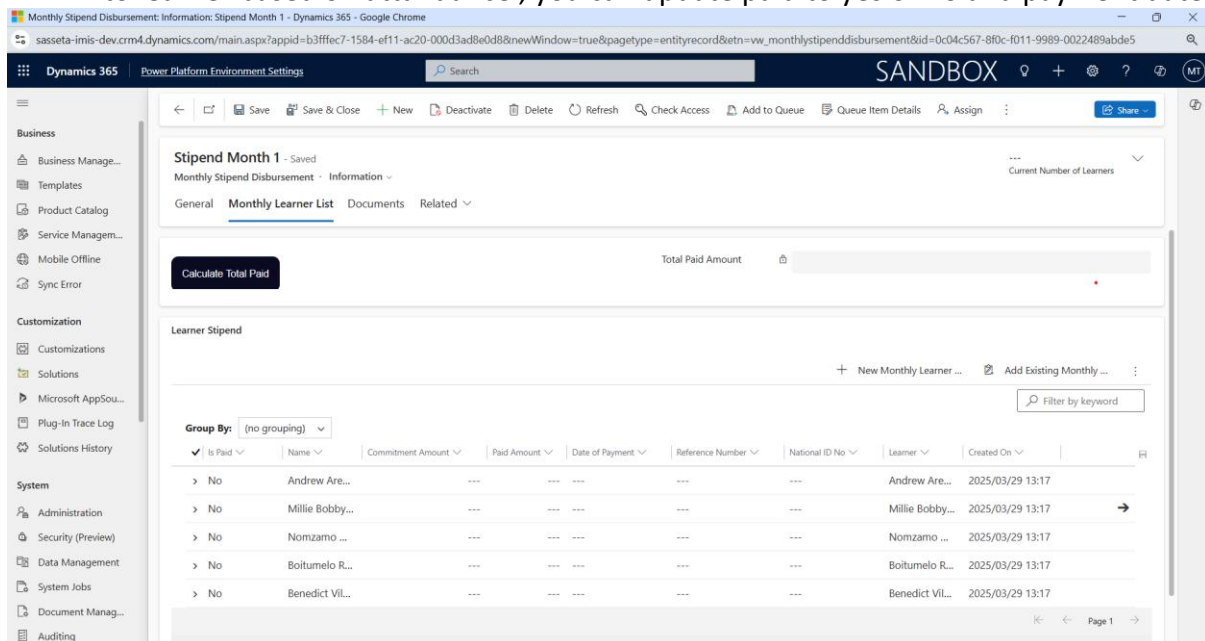 Monthly Stipend Disbursement: Information: Stipend Month 1 - Dynamics 365 - Google Chrome
sasseta-imis-dev.crm4.dynamics.com/main.aspx?appid=b3fffec7-1584-ef11-ac20-000d3ad8e0d8&newWindow=true&pagetype=entityrecord&etn=vw_monthlystipenddisbursement&id=0c04c567-8f0c-f011-9989-0022489abde5
Dynamics 365 Power Platform Environment Settings Search SANDBOX MT
Save Save & Close New Deactivate Delete Refresh Check Access Add to Queue Queue Item Details Assign Share
Business
Business Manage...
Templates
Product Catalog
Service Managem...
Mobile Offline
Sync Error
Customization
Customizations
Solutions
Microsoft AppSou...
Plug-In Trace Log
Solutions History
System
Administration
Security (Preview)
Data Management
System Jobs
Document Manag...
Auditing
Stipend Month 1 - Saved
Monthly Stipend Disbursement · Information
---
Current Number of Learners
General Monthly Learner List Documents Related
Calculate Total Paid
Total Paid Amount
Learner Stipend
New Monthly Learner ... Add Existing Monthly ...
Filter by keyword
Group By: (no grouping)
Is Paid Name Commitment Amount Paid Amount Date of Payment Reference Number National ID No Learner Created On
No Andrew Are... --- --- --- --- --- Andrew Are... 2025/03/29 13:17
No Millie Bobby... --- --- --- --- --- Millie Bobby... 2025/03/29 13:17
No Nomzamo ... --- --- --- --- --- Nomzamo ... 2025/03/29 13:17
No Boitumelo R... --- --- --- --- --- Boitumelo R... 2025/03/29 13:17
No Benedict Vil... --- --- --- --- --- Benedict Vil... 2025/03/29 13:17
Page 1